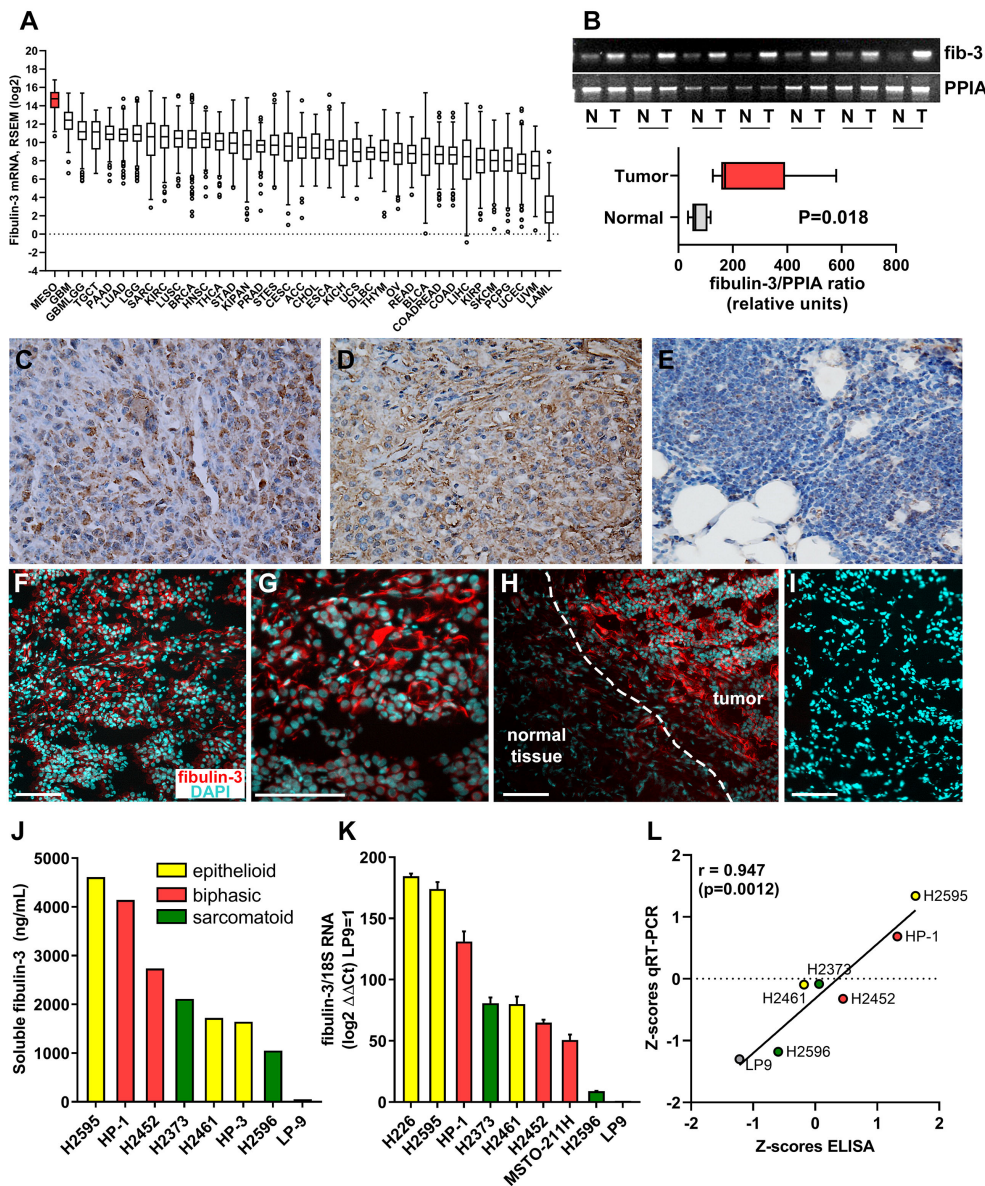 A
Fibulin-3 mRNA, RSEM (log2)
20
18
16
14
12
10
8
6
4
2
0
-2
-4
MESO
GBM
GBMLGG
TGCT
PAAD
LUAD
LGG
SARC
KIRC
LUSC
BRCA
HNSC
THCA
STAD
KIPAN
PRAD
STES
CESC
ACC
CHOL
ESCA
KICH
UCS
DLBC
THYM
OV
READ
BLCA
COADREAD
COAD
LIHC
KIRP
SKCM
PCPG
UCEC
UVM
LAML
B
fib-3
PPIA
N T N T N T N T N T N T N T
Tumor
Normal
P=0.018
0 200 400 600 800
fibulin-3/PPIA ratio
(relative units)
C
D
E
F
fibulin-3
DAPI
G
H
normal
tissue
tumor
I
J
Soluble fibulin-3 (ng/mL)
5000
4000
3000
2000
1000
0
epithelioid
biphasic
sarcomatoid
H2595
HP-1
H2452
H2373
H2461
HP-3
H2596
LP-9
K
fibulin-3/18S RNA
(log2 ΔΔCt) LP9=1
200
150
100
50
0
H226
H2595
HP-1
H2373
H2461
H2452
MSTO-211H
H2596
LP9
L
r = 0.947
(p=0.0012)
Z-scores qRT-PCR
2
1
0
-1
-2
H2595
HP-1
H2373
H2461
H2452
H2596
LP9
-2 -1 0 1 2
Z-scores ELISA